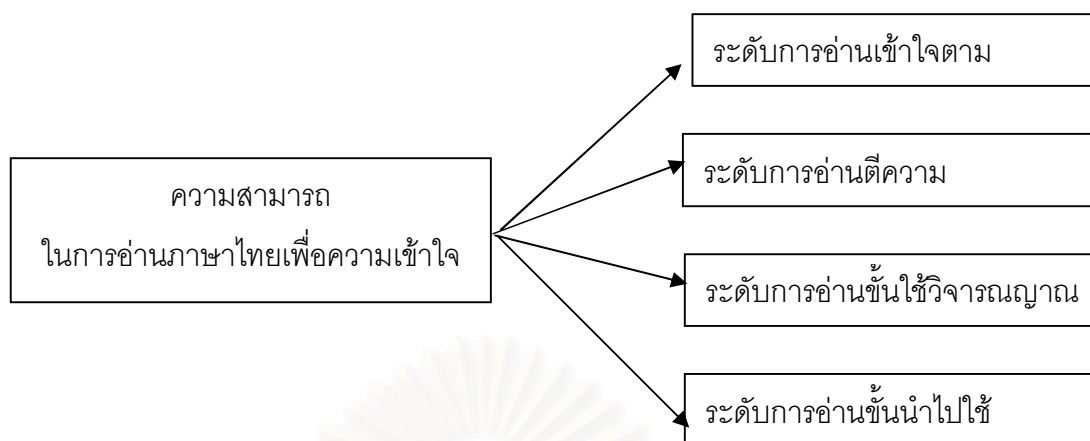 ระดับการอ่านเข้าใจตาม
ระดับการอ่านตีความ
ความสามารถ
ในการอ่านภาษาไทยเพื่อความเข้าใจ
ระดับการอ่านขั้นใช้วิจารณญาณ
ระดับการอ่านขั้นนำไปใช้